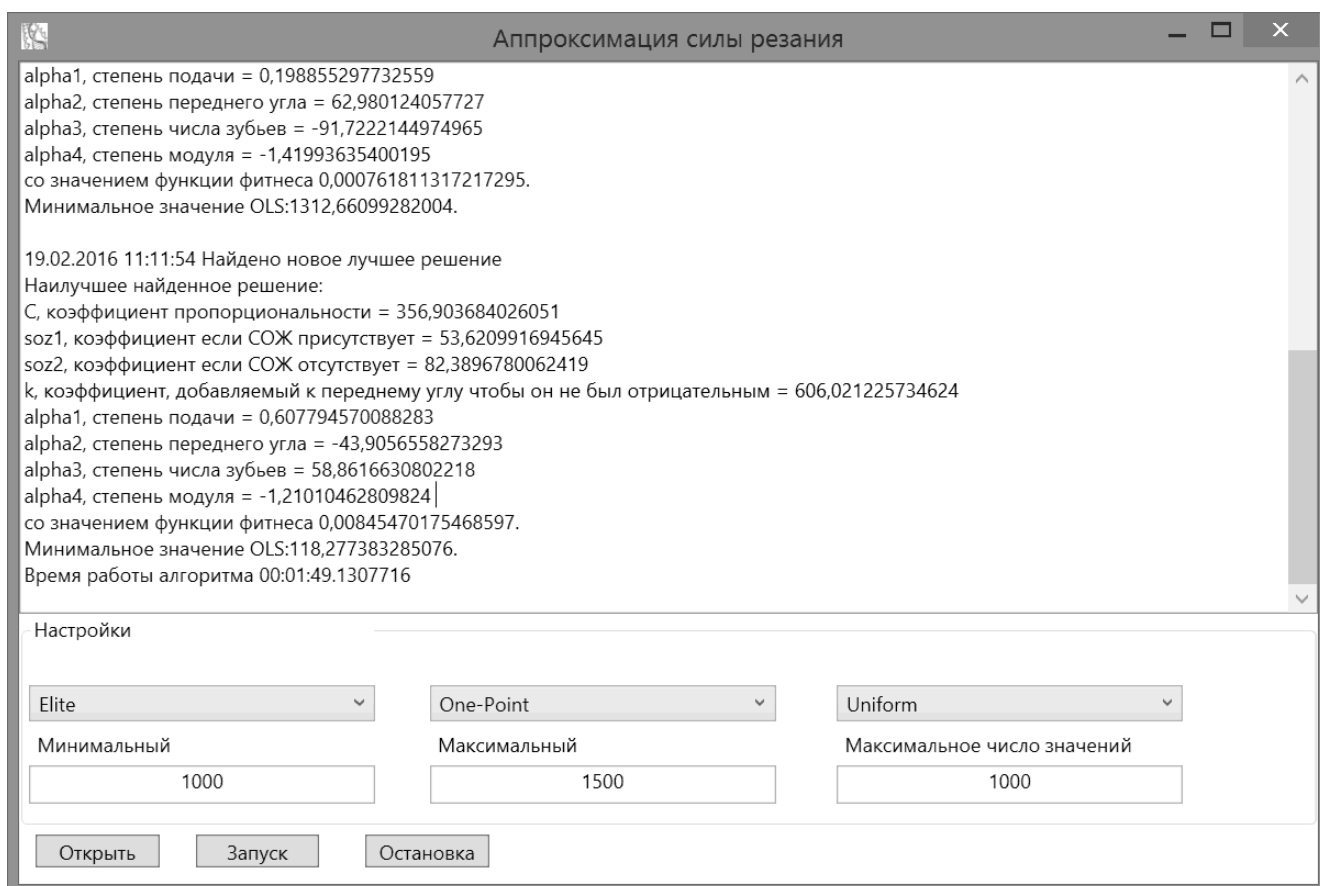 Аппроксимация силы резания
alpha1, степень подачи = 0,198855297732559
alpha2, степень переднего угла = 62,980124057727
alpha3, степень числа зубьев = -91,7222144974965
alpha4, степень модуля = -1,41993635400195
со значением функции фитнеса 0,000761811317217295.
Минимальное значение OLS:1312,66099282004.
19.02.2016 11:11:54 Найдено новое лучшее решение
Наилучшее найденное решение:
C, коэффициент пропорциональности = 356,903684026051
soz1, коэффициент если СОЖ присутствует = 53,6209916945645
soz2, коэффициент если СОЖ отсутствует = 82,3896780062419
k, коэффициент, добавляемый к переднему углу чтобы он не был отрицательным = 606,021225734624
alpha1, степень подачи = 0,607794570088283
alpha2, степень переднего угла = -43,9056558273293
alpha3, степень числа зубьев = 58,8616630802218
alpha4, степень модуля = -1,21010462809824
со значением функции фитнеса 0,00845470175468597.
Минимальное значение OLS:118,277383285076.
Время работы алгоритма 00:01:49.1307716
Настройки
Elite One-Point Uniform
Минимальный Максимальный Максимальное число значений
1000 1500 1000
Открыть Запуск Остановка